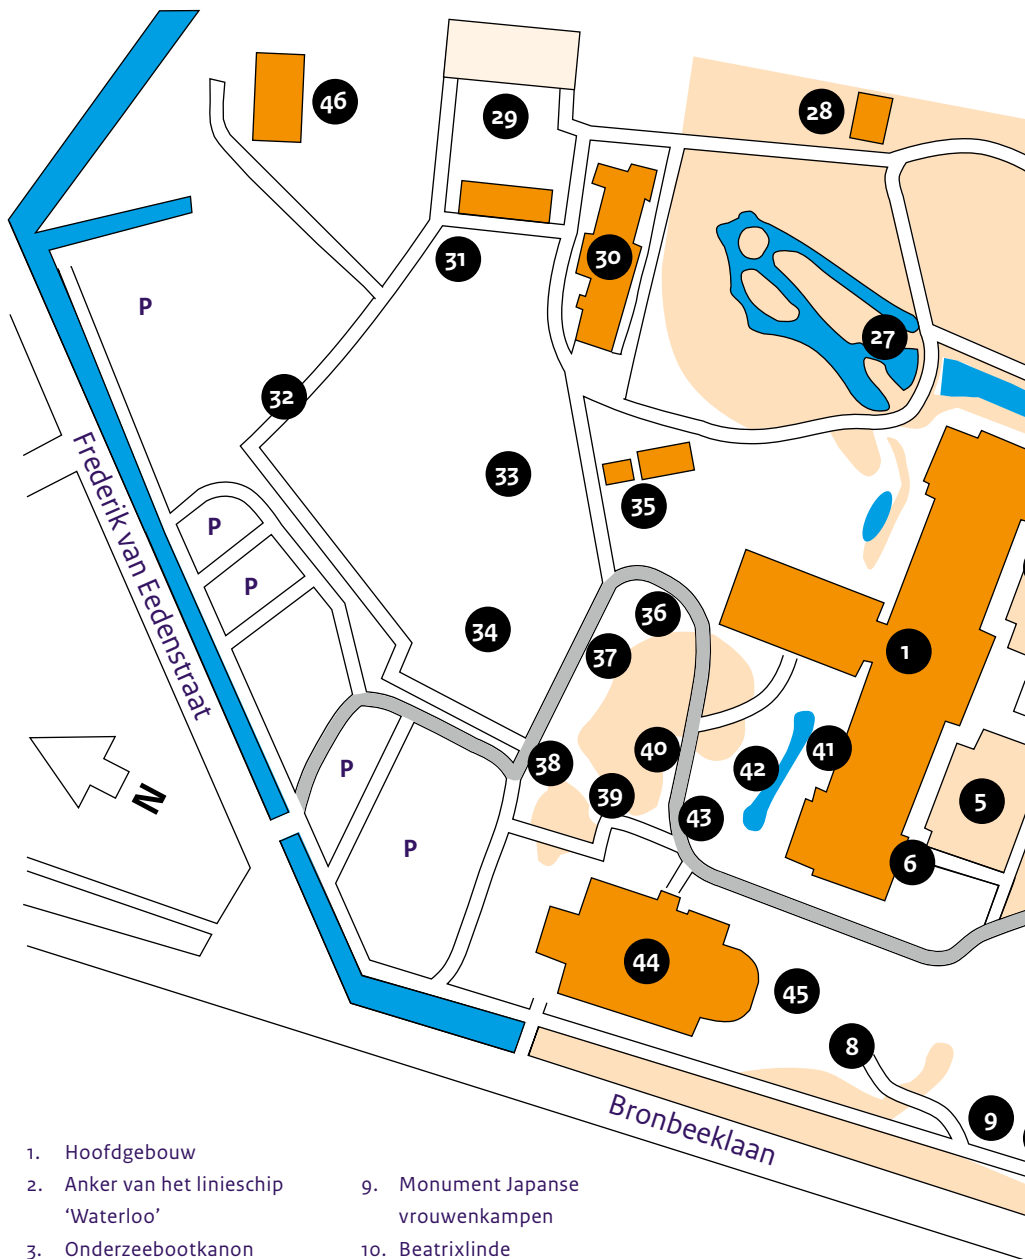 46
29
28
31
30
P
27
32
33
35
Frederik van Eedenstraat
P
P
36
34
37
1
38
40
41
42
P
39
5
43
N
P
6
44
45
8
9
Bronbeeklaan
1. Hoofdgebouw
2. Anker van het linieschip
‘Waterloo’
3. Onderzeebootkanon
9. Monument Japanse
vrouwenkampen
10. Beatrixlinde